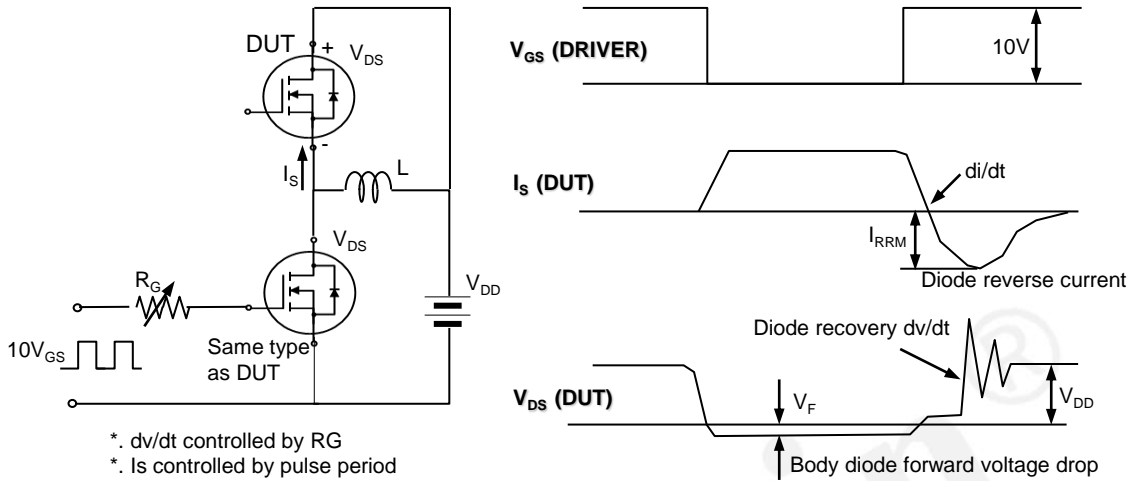 DUT
+
V_DS
-
I_S
L
V_DS
R_G
V_DD
10V_GS
Same type
as DUT
*. dv/dt controlled by RG
*. Is controlled by pulse period
V_GS (DRIVER)
10V
I_S (DUT)
di/dt
I_RRM
Diode reverse current
Diode recovery dv/dt
V_DS (DUT)
V_F
V_DD
Body diode forward voltage drop
®